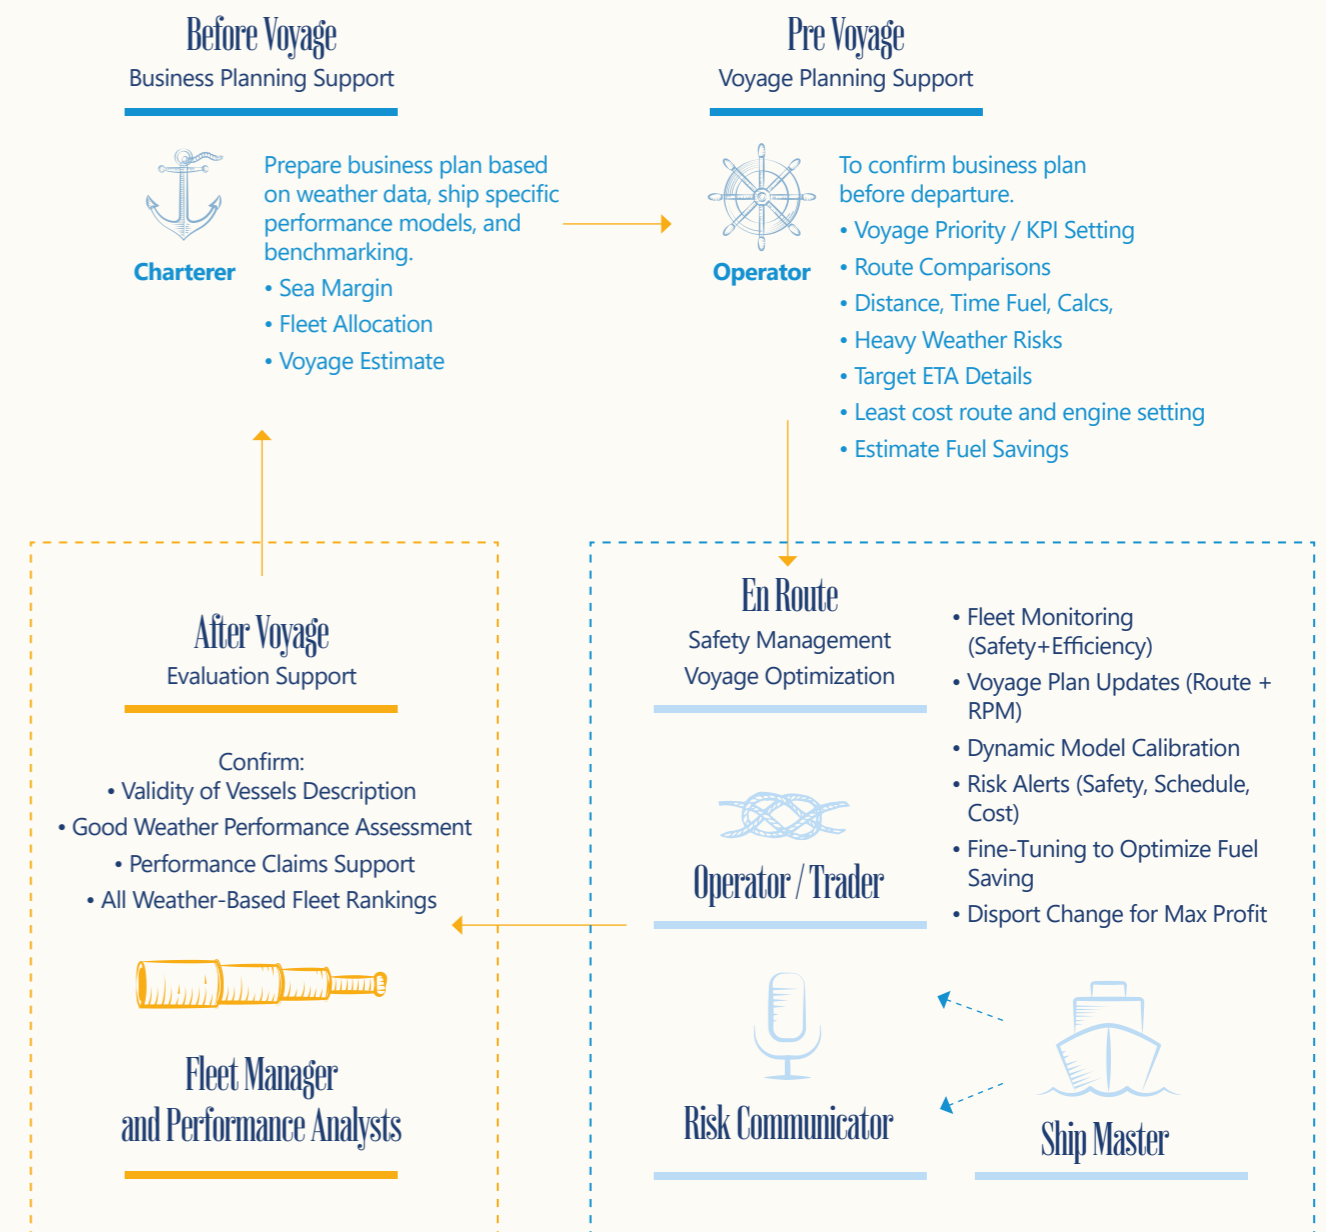 Before Voyage
Business Planning Support
Charterer
Prepare business plan based
on weather data, ship specific
performance models, and
benchmarking.
• Sea Margin
• Fleet Allocation
• Voyage Estimate
Pre Voyage
Voyage Planning Support
Operator
To confirm business plan
before departure.
• Voyage Priority / KPI Setting
• Route Comparisons
• Distance, Time Fuel, Calcs,
• Heavy Weather Risks
• Target ETA Details
• Least cost route and engine setting
• Estimate Fuel Savings
En Route
Safety Management
Voyage Optimization
• Fleet Monitoring
(Safety+Efficiency)
• Voyage Plan Updates (Route +
RPM)
• Dynamic Model Calibration
• Risk Alerts (Safety, Schedule,
Cost)
• Fine-Tuning to Optimize Fuel
Saving
• Disport Change for Max Profit
Operator / Trader
Risk Communicator
Ship Master
After Voyage
Evaluation Support
Confirm:
• Validity of Vessels Description
• Good Weather Performance Assessment
• Performance Claims Support
• All Weather-Based Fleet Rankings
Fleet Manager
and Performance Analysts